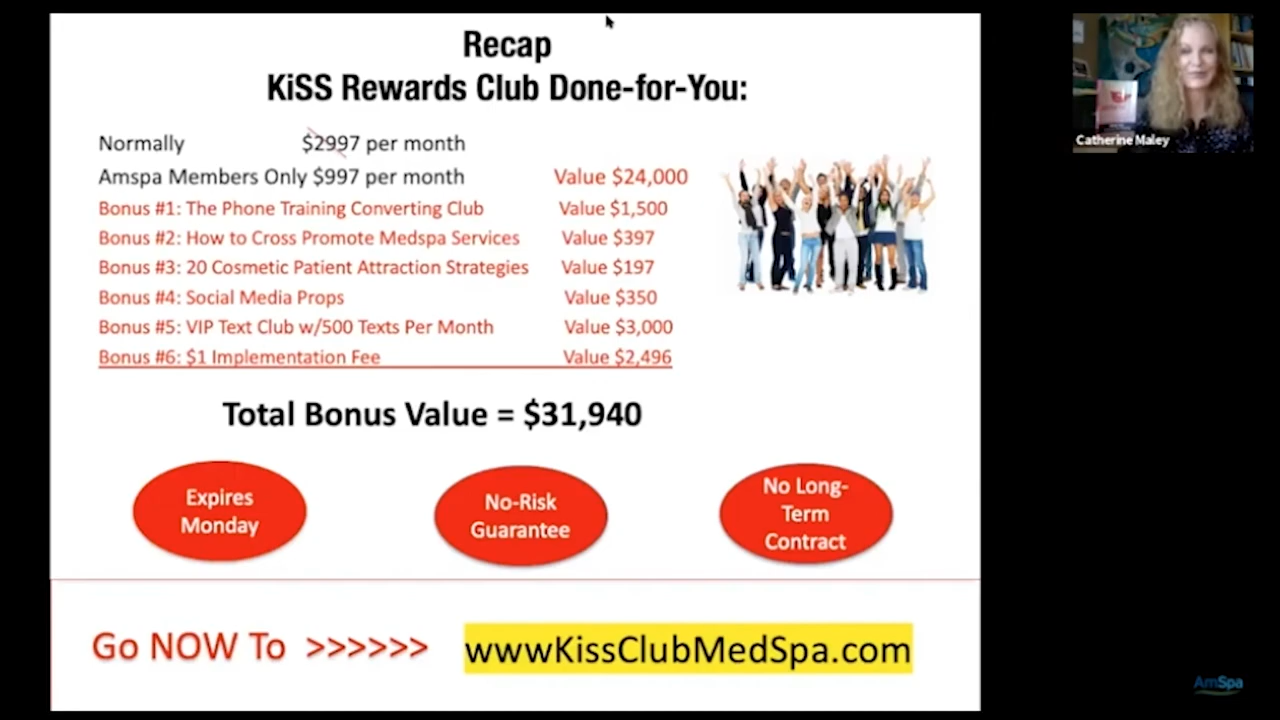 Recap
KiSS Rewards Club Done-for-You:
Normally $2997 per month
Amspa Members Only $997 per month Value $24,000
Bonus #1: The Phone Training Converting Club Value $1,500
Bonus #2: How to Cross Promote Medspa Services Value $397
Bonus #3: 20 Cosmetic Patient Attraction Strategies Value $197
Bonus #4: Social Media Props Value $350
Bonus #5: VIP Text Club w/500 Texts Per Month Value $3,000
Bonus #6: $1 Implementation Fee Value $2,496
Total Bonus Value = $31,940
Expires
Monday
No-Risk
Guarantee
No Long-
Term
Contract
Go NOW To >>>>>> wwwKissClubMedSpa.com
Catherine Maley
AmSpa